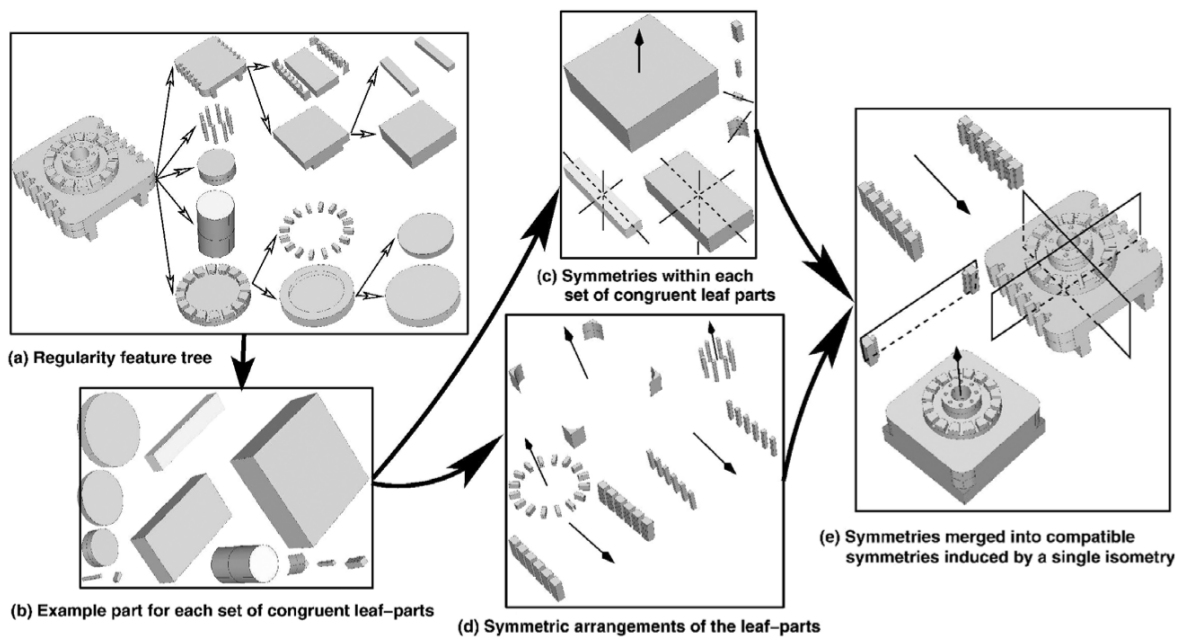 (a) Regularity feature tree
(b) Example part for each set of congruent leaf–parts
(c) Symmetries within each
set of congruent leaf parts
(d) Symmetric arrangements of the leaf–parts
(e) Symmetries merged into compatible
symmetries induced by a single isometry